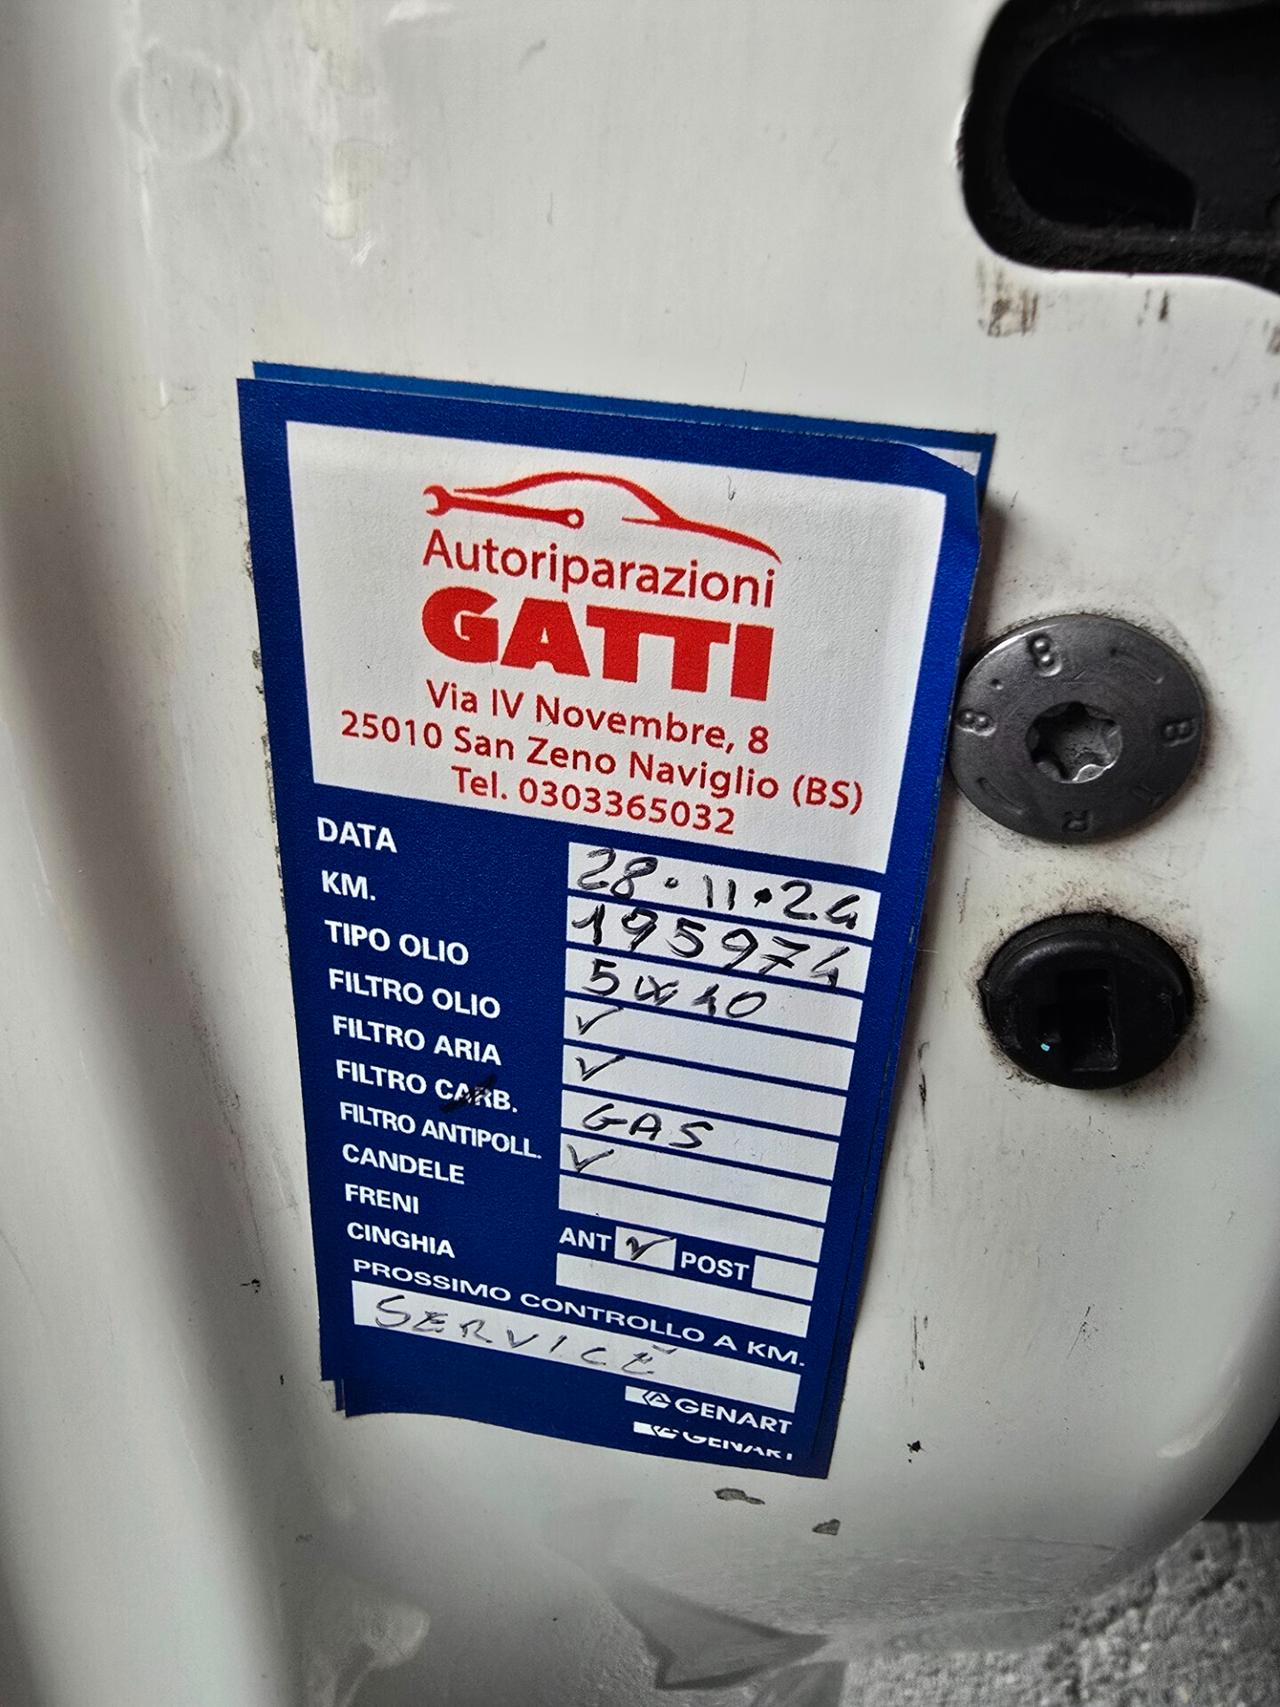 Autoriparazioni
GATTI
Via IV Novembre, 8
25010 San Zeno Naviglio (BS)
Tel. 0303365032
DATA 28.11.24
KM. 195974
TIPO OLIO 5W40
FILTRO OLIO ✓
FILTRO ARIA ✓
FILTRO CARB. GAS
FILTRO ANTIPOLL. ✓
CANDELE
FRENI ANT ✓ POST
CINGHIA
PROSSIMO CONTROLLO A KM.
SERVICE
GENART
GENART